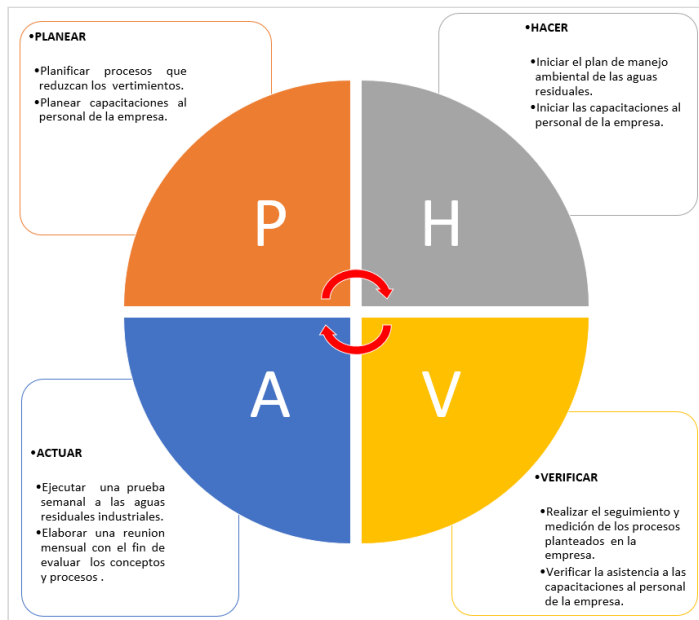 •PLANEAR
•Planificar procesos que
reduzcan los vertimientos.
•Planear capacitaciones al
personal de la empresa.
•HACER
•Iniciar el plan de manejo
ambiental de las aguas
residuales.
•Iniciar las capacitaciones al
personal de la empresa.
P
H
A
V
•ACTUAR
•Ejecutar una prueba
semanal a las aguas
residuales industriales.
•Elaborar una reunion
mensual con el fin de
evaluar los conceptos
y procesos .
•VERIFICAR
•Realizar el seguimiento y
medición de los procesos
planteados en la
empresa.
•Verificar la asistencia a las
capacitaciones al personal
de la empresa.